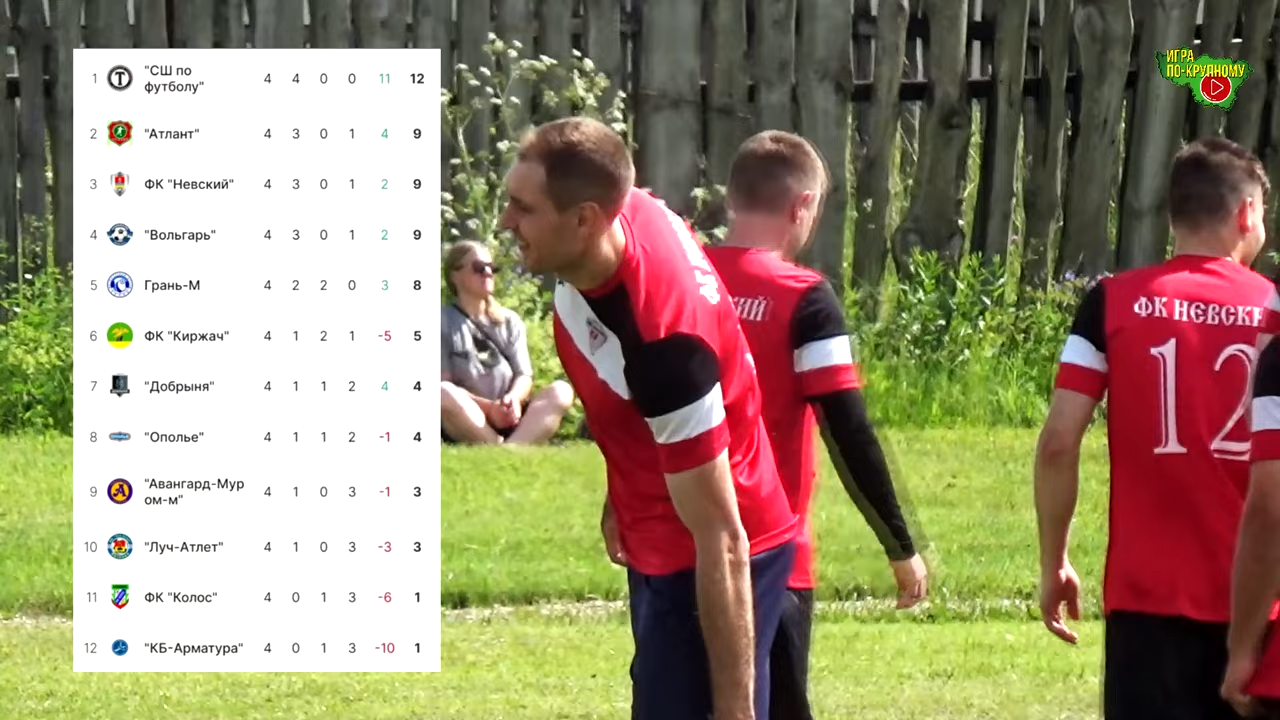 1 "СШ по
футболу" 4 4 0 0 11 12
2 "Атлант" 4 3 0 1 4 9
3 ФК "Невский" 4 3 0 1 2 9
4 "Вольгарь" 4 3 0 1 2 9
5 Грань-М 4 2 2 0 3 8
6 ФК "Киржач" 4 1 2 1 -5 5
7 "Добрыня" 4 1 1 2 4 4
8 "Ополье" 4 1 1 2 -1 4
9 "Авангард-Мур
ом-м" 4 1 0 3 -1 3
10 "Луч-Атлет" 4 1 0 3 -3 3
11 ФК "Колос" 4 0 1 3 -6 1
12 "КБ-Арматура" 4 0 1 3 -10 1
ИГРА
ПО-КРУПНОМУ
ФК НЕВСКИ
12